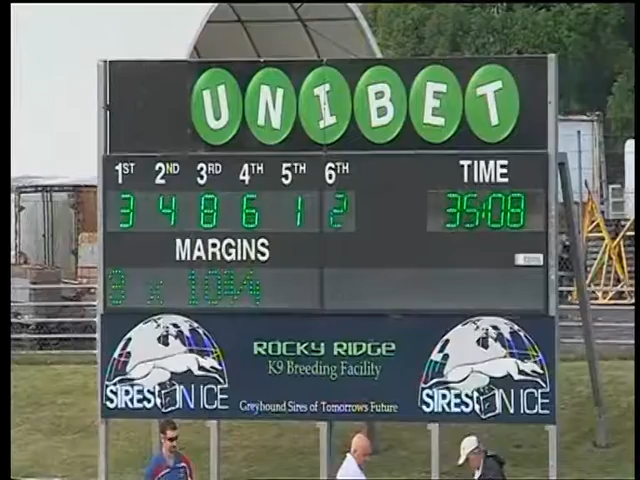 UNIBET
1ST 2ND 3RD 4TH 5TH 6TH TIME
3 4 8 6 1 2 35:08
MARGINS
ROCKY RIDGE
K9 Breeding Facility
SIRES ON ICE
Greyhound Sires of Tomorrows Future
SIRES ON ICE